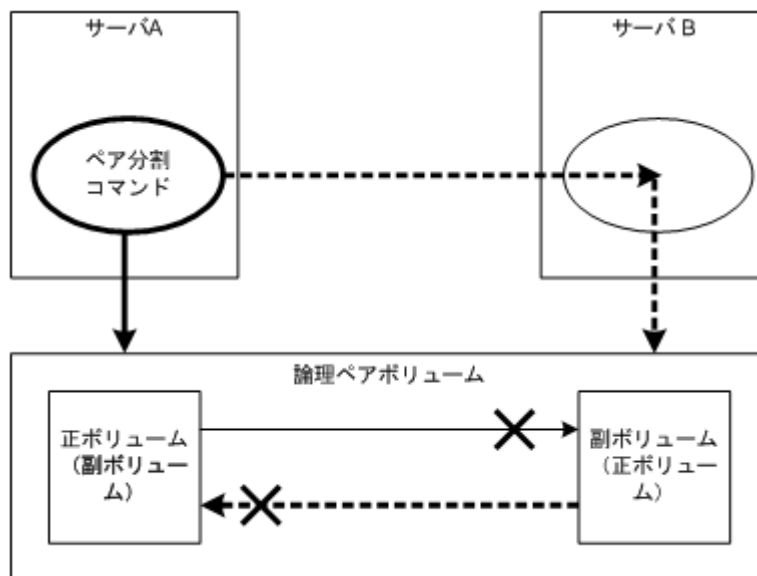 サーバA
サーバ B
ペア分割
コマンド
論理ペアボリューム
正ボリューム
（副ボリュー
ム）
副ボリューム
（正ボリュー
ム）